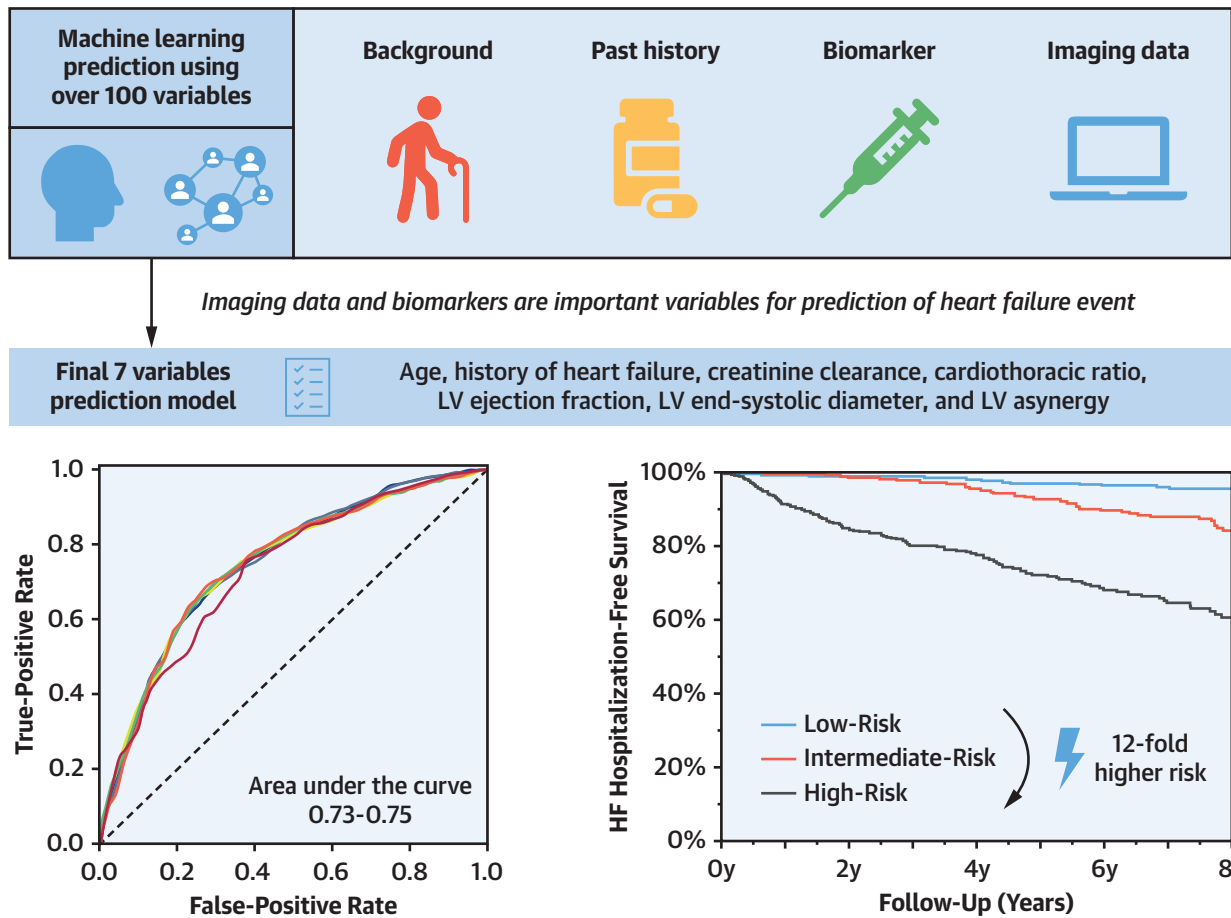 Machine learning
prediction using
over 100 variables
Background
Past history
Biomarker
Imaging data
Imaging data and biomarkers are important variables for prediction of heart failure event
Final 7 variables
prediction model
Age, history of heart failure, creatinine clearance, cardiothoracic ratio,
LV ejection fraction, LV end-systolic diameter, and LV asynergy
True-Positive Rate
1.0
0.8
0.6
0.4
0.2
0.0
Area under the curve
0.73-0.75
0.0 0.2 0.4 0.6 0.8 1.0
False-Positive Rate
HF Hospitalization-Free Survival
100%
80%
60%
40%
20%
0%
Low-Risk
Intermediate-Risk
High-Risk
12-fold
higher risk
0y 2y 4y 6y 8
Follow-Up (Years)